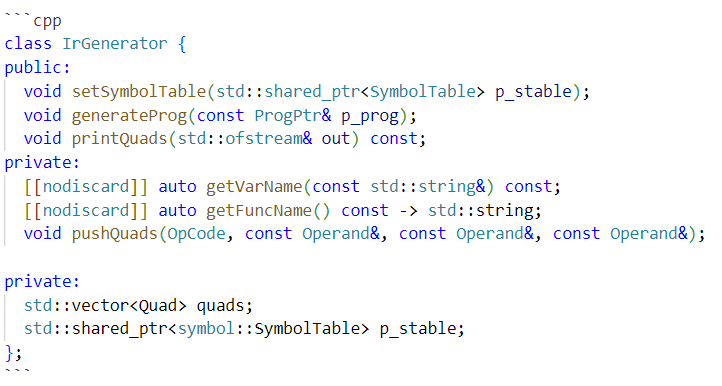 ```cpp
class IrGenerator {
public:
  void setSymbolTable(std::shared_ptr<SymbolTable> p_stable);
  void generateProg(const ProgPtr& p_prog);
  void printQuads(std::ofstream& out) const;
private:
  [[nodiscard]] auto getVarName(const std::string&) const;
  [[nodiscard]] auto getFuncName() const -> std::string;
  void pushQuads(OpCode, const Operand&, const Operand&, const Operand&);

private:
  std::vector<Quad> quads;
  std::shared_ptr<symbol::SymbolTable> p_stable;
};
```